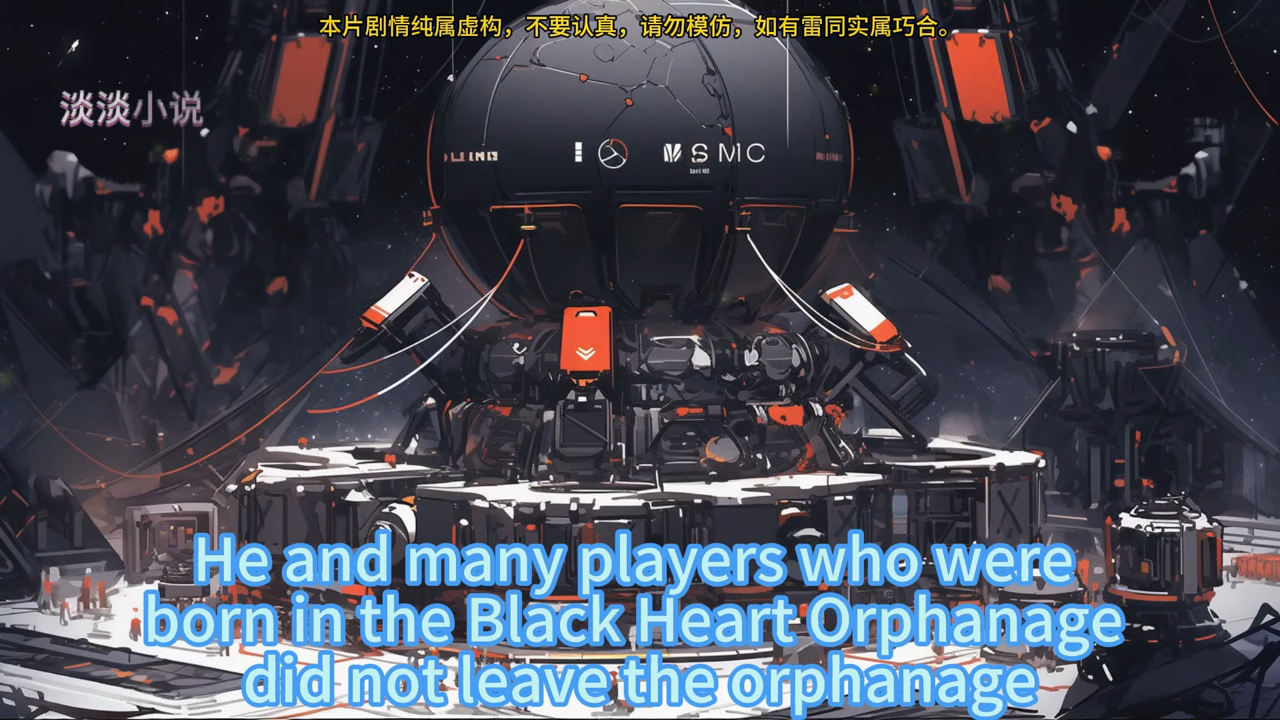 本片剧情纯属虚构，不要认真，请勿模仿，如有雷同实属巧合。
淡淡小说
SMC
He and many players who were
born in the Black Heart Orphanage
did not leave the orphanage